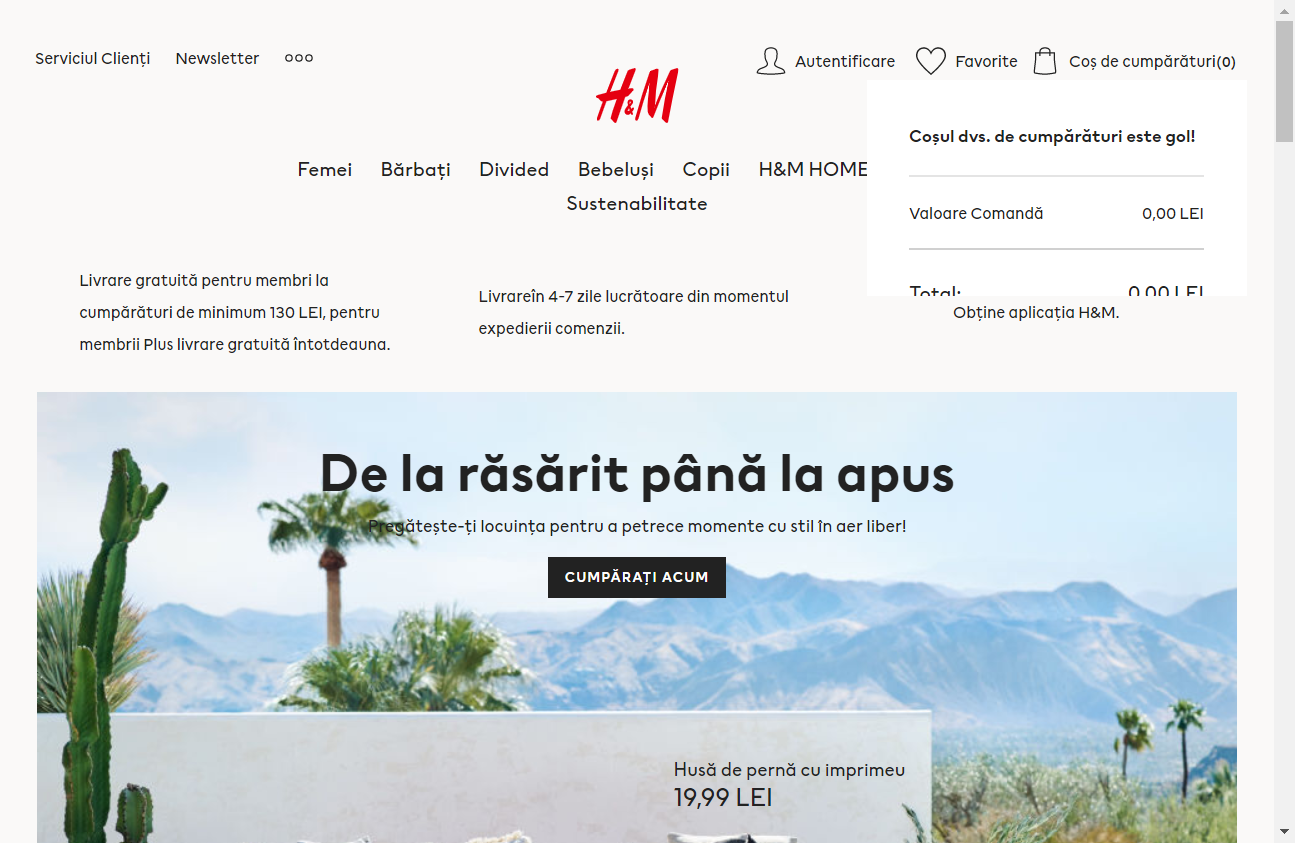 Serviciul Clienți Newsletter
Autentificare Favorite Coș de cumpărături(0)
H&M
Coșul dvs. de cumpărături este gol!
Femei Bărbați Divided Bebeluși Copii H&M HOME
Sustenabilitate
Valoare Comandă 0,00 LEI
Total: 0,00 LEI
Livrare gratuită pentru membri la
cumpărături de minimum 130 LEI, pentru
membrii Plus livrare gratuită întotdeauna.
Livrareîn 4-7 zile lucrătoare din momentul
expedierii comenzii.
Obține aplicația H&M.
De la răsărit până la apus
Pregătește-ți locuința pentru a petrece momente cu stil în aer liber!
CUMPĂRAȚI ACUM
Husă de pernă cu imprimeu
19,99 LEI